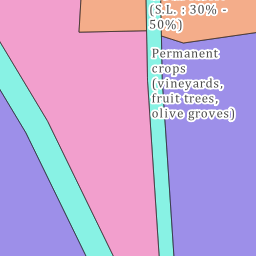 (S.L. : 30% -
50%)
Permanent
crops
(vineyards,
fruit trees,
olive groves)